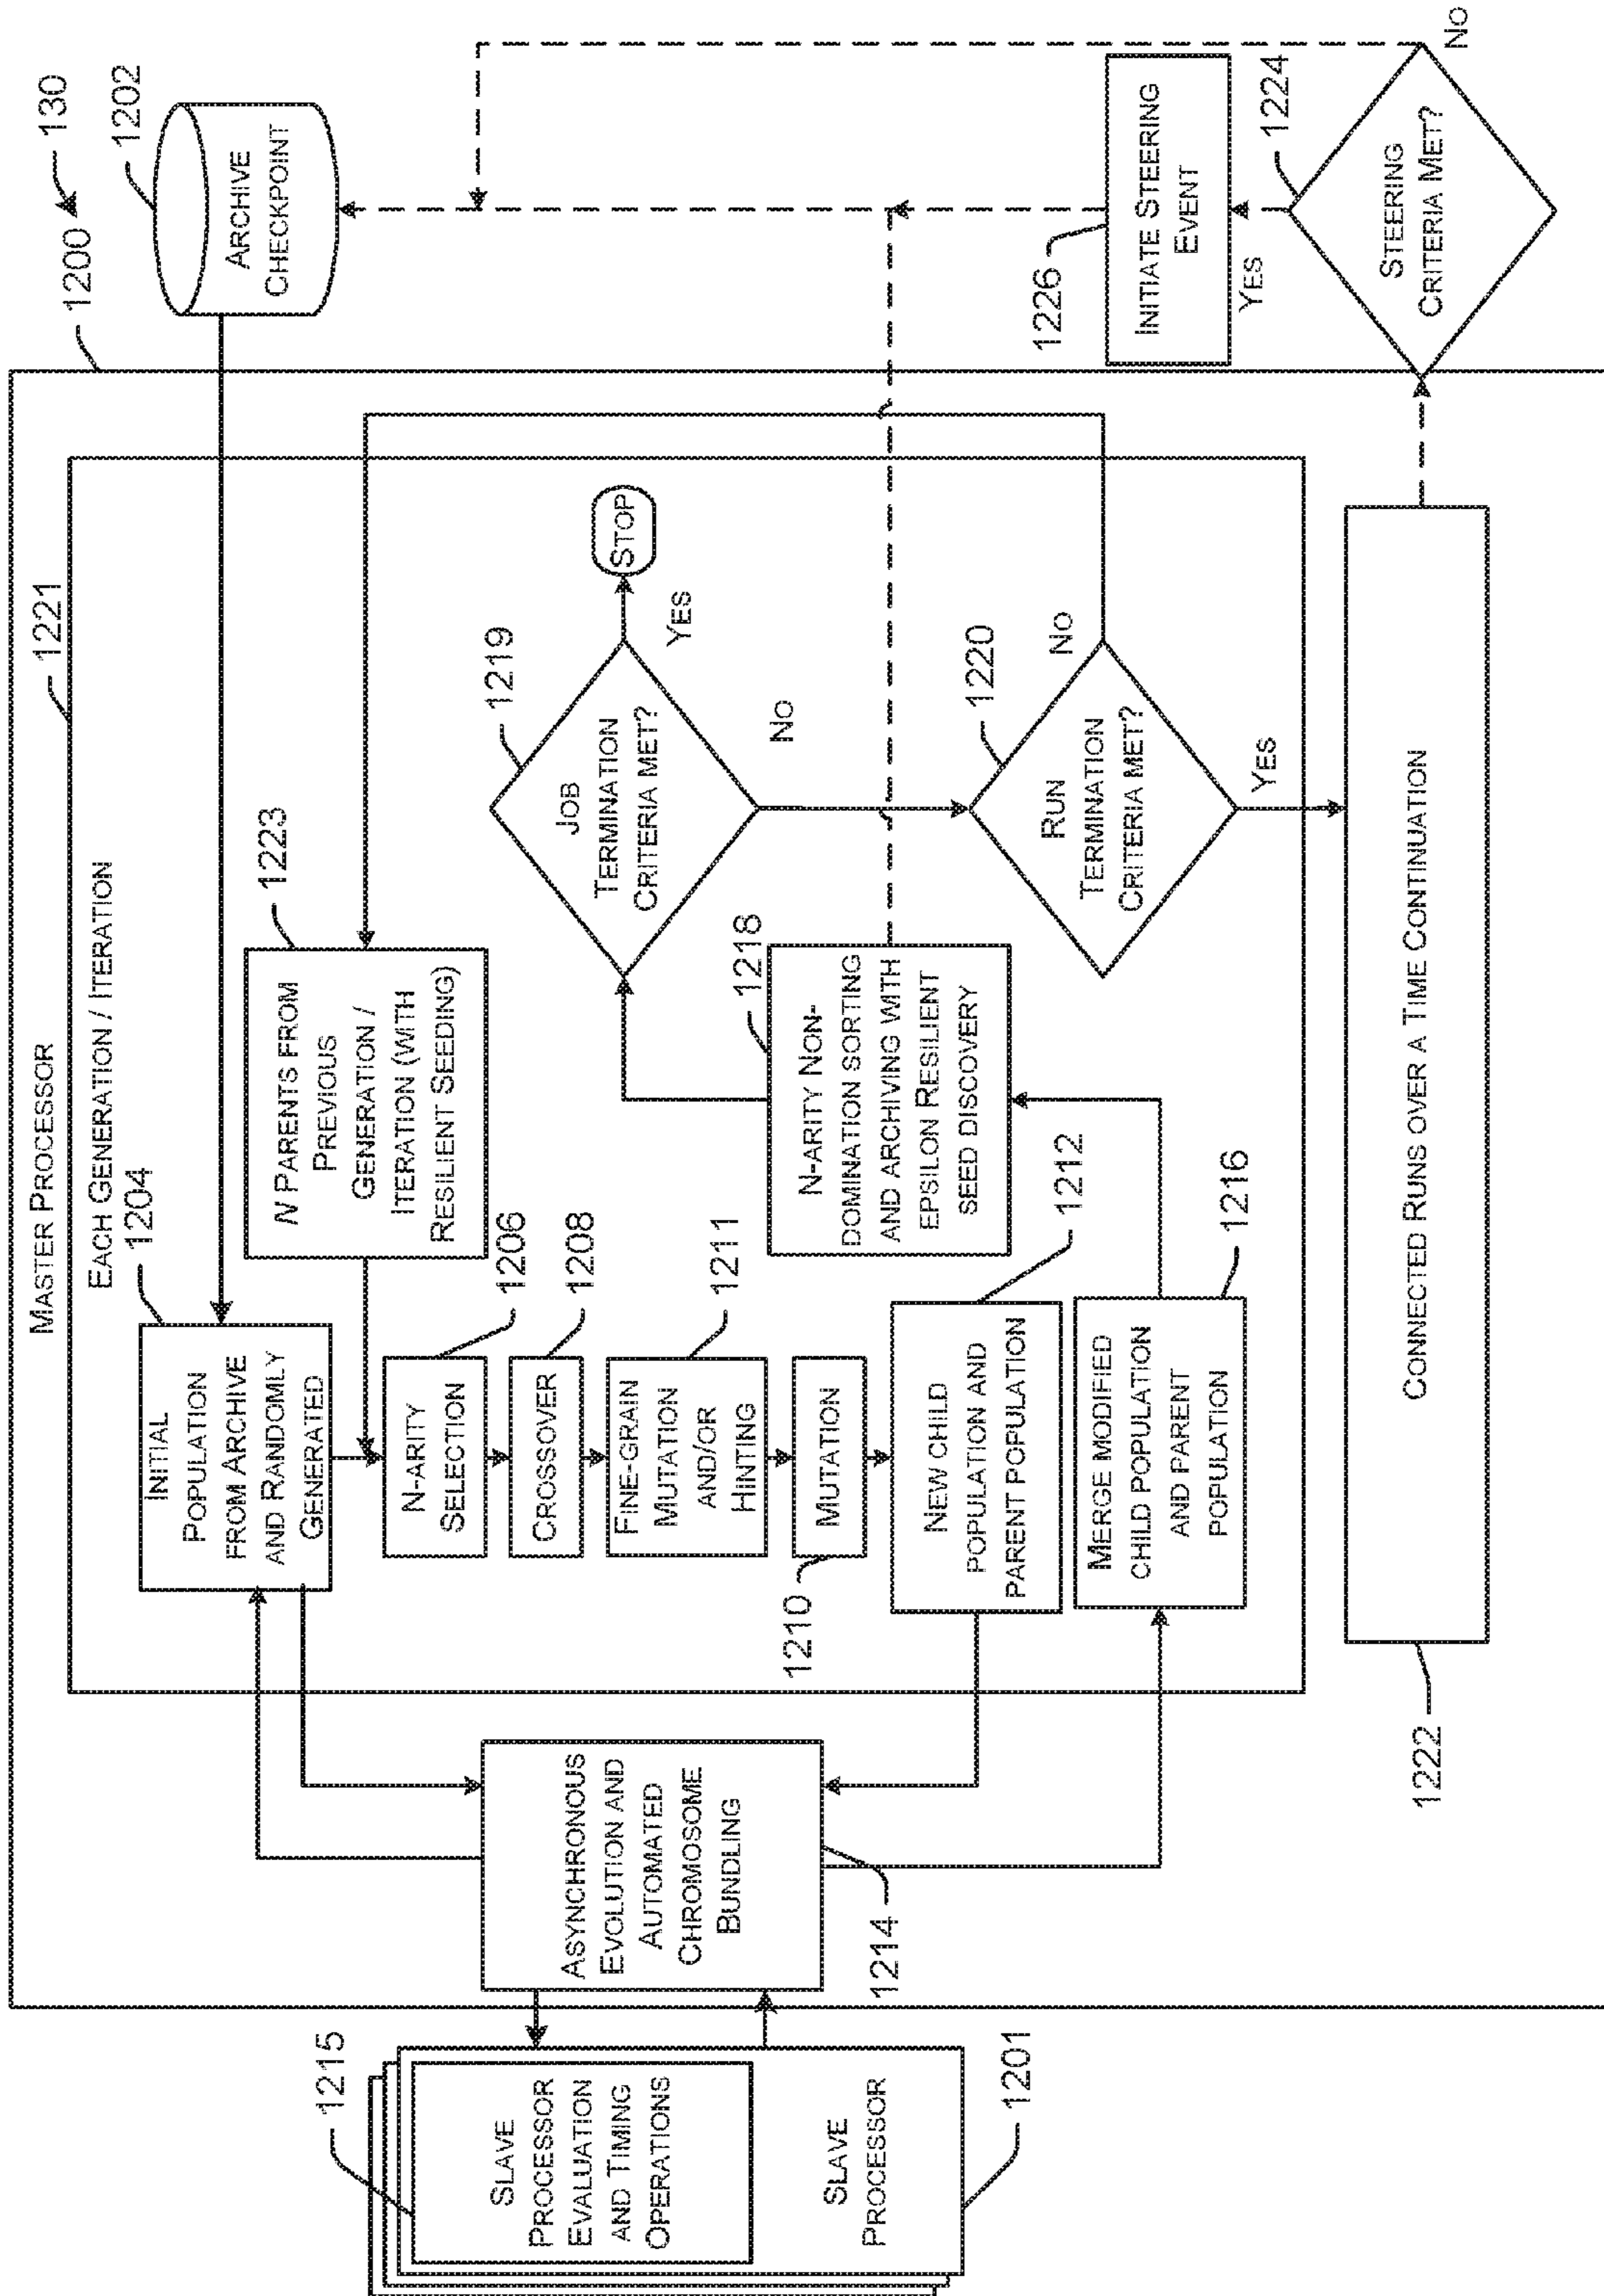 130
1200
1202
ARCHIVE
CHECKPOINT
MASTER PROCESSOR
1221
EACH GENERATION / ITERATION
1204
INITIAL
POPULATION
FROM ARCHIVE
AND RANDOMLY
GENERATED
1223
N PARENTS FROM
PREVIOUS
GENERATION /
ITERATION (WITH
RESILIENT SEEDING)
1206
N-ARITY
SELECTION
1208
CROSSOVER
1211
FINE-GRAIN
MUTATION
AND/OR
HINTING
MUTATION
1210
NEW CHILD
POPULATION AND
PARENT POPULATION
1212
MERGE MODIFIED
CHILD POPULATION
AND PARENT
POPULATION
1216
1218
N-ARITY NON-
DOMINATION SORTING
AND ARCHIVING WITH
EPSILON RESILIENT
SEED DISCOVERY
1219
JOB
TERMINATION
CRITERIA MET?
YES
STOP
NO
1220
RUN
TERMINATION
CRITERIA MET?
NO
YES
1215
SLAVE
PROCESSOR
EVALUATION
AND TIMING
OPERATIONS
SLAVE
PROCESSOR
1201
ASYNCHRONOUS
EVOLUTION AND
AUTOMATED
CHROMOSOME
BUNDLING
1214
CONNECTED RUNS OVER A TIME CONTINUATION
1222
1226
INITIATE STEERING
EVENT
YES
1224
STEERING
CRITERIA MET?
NO